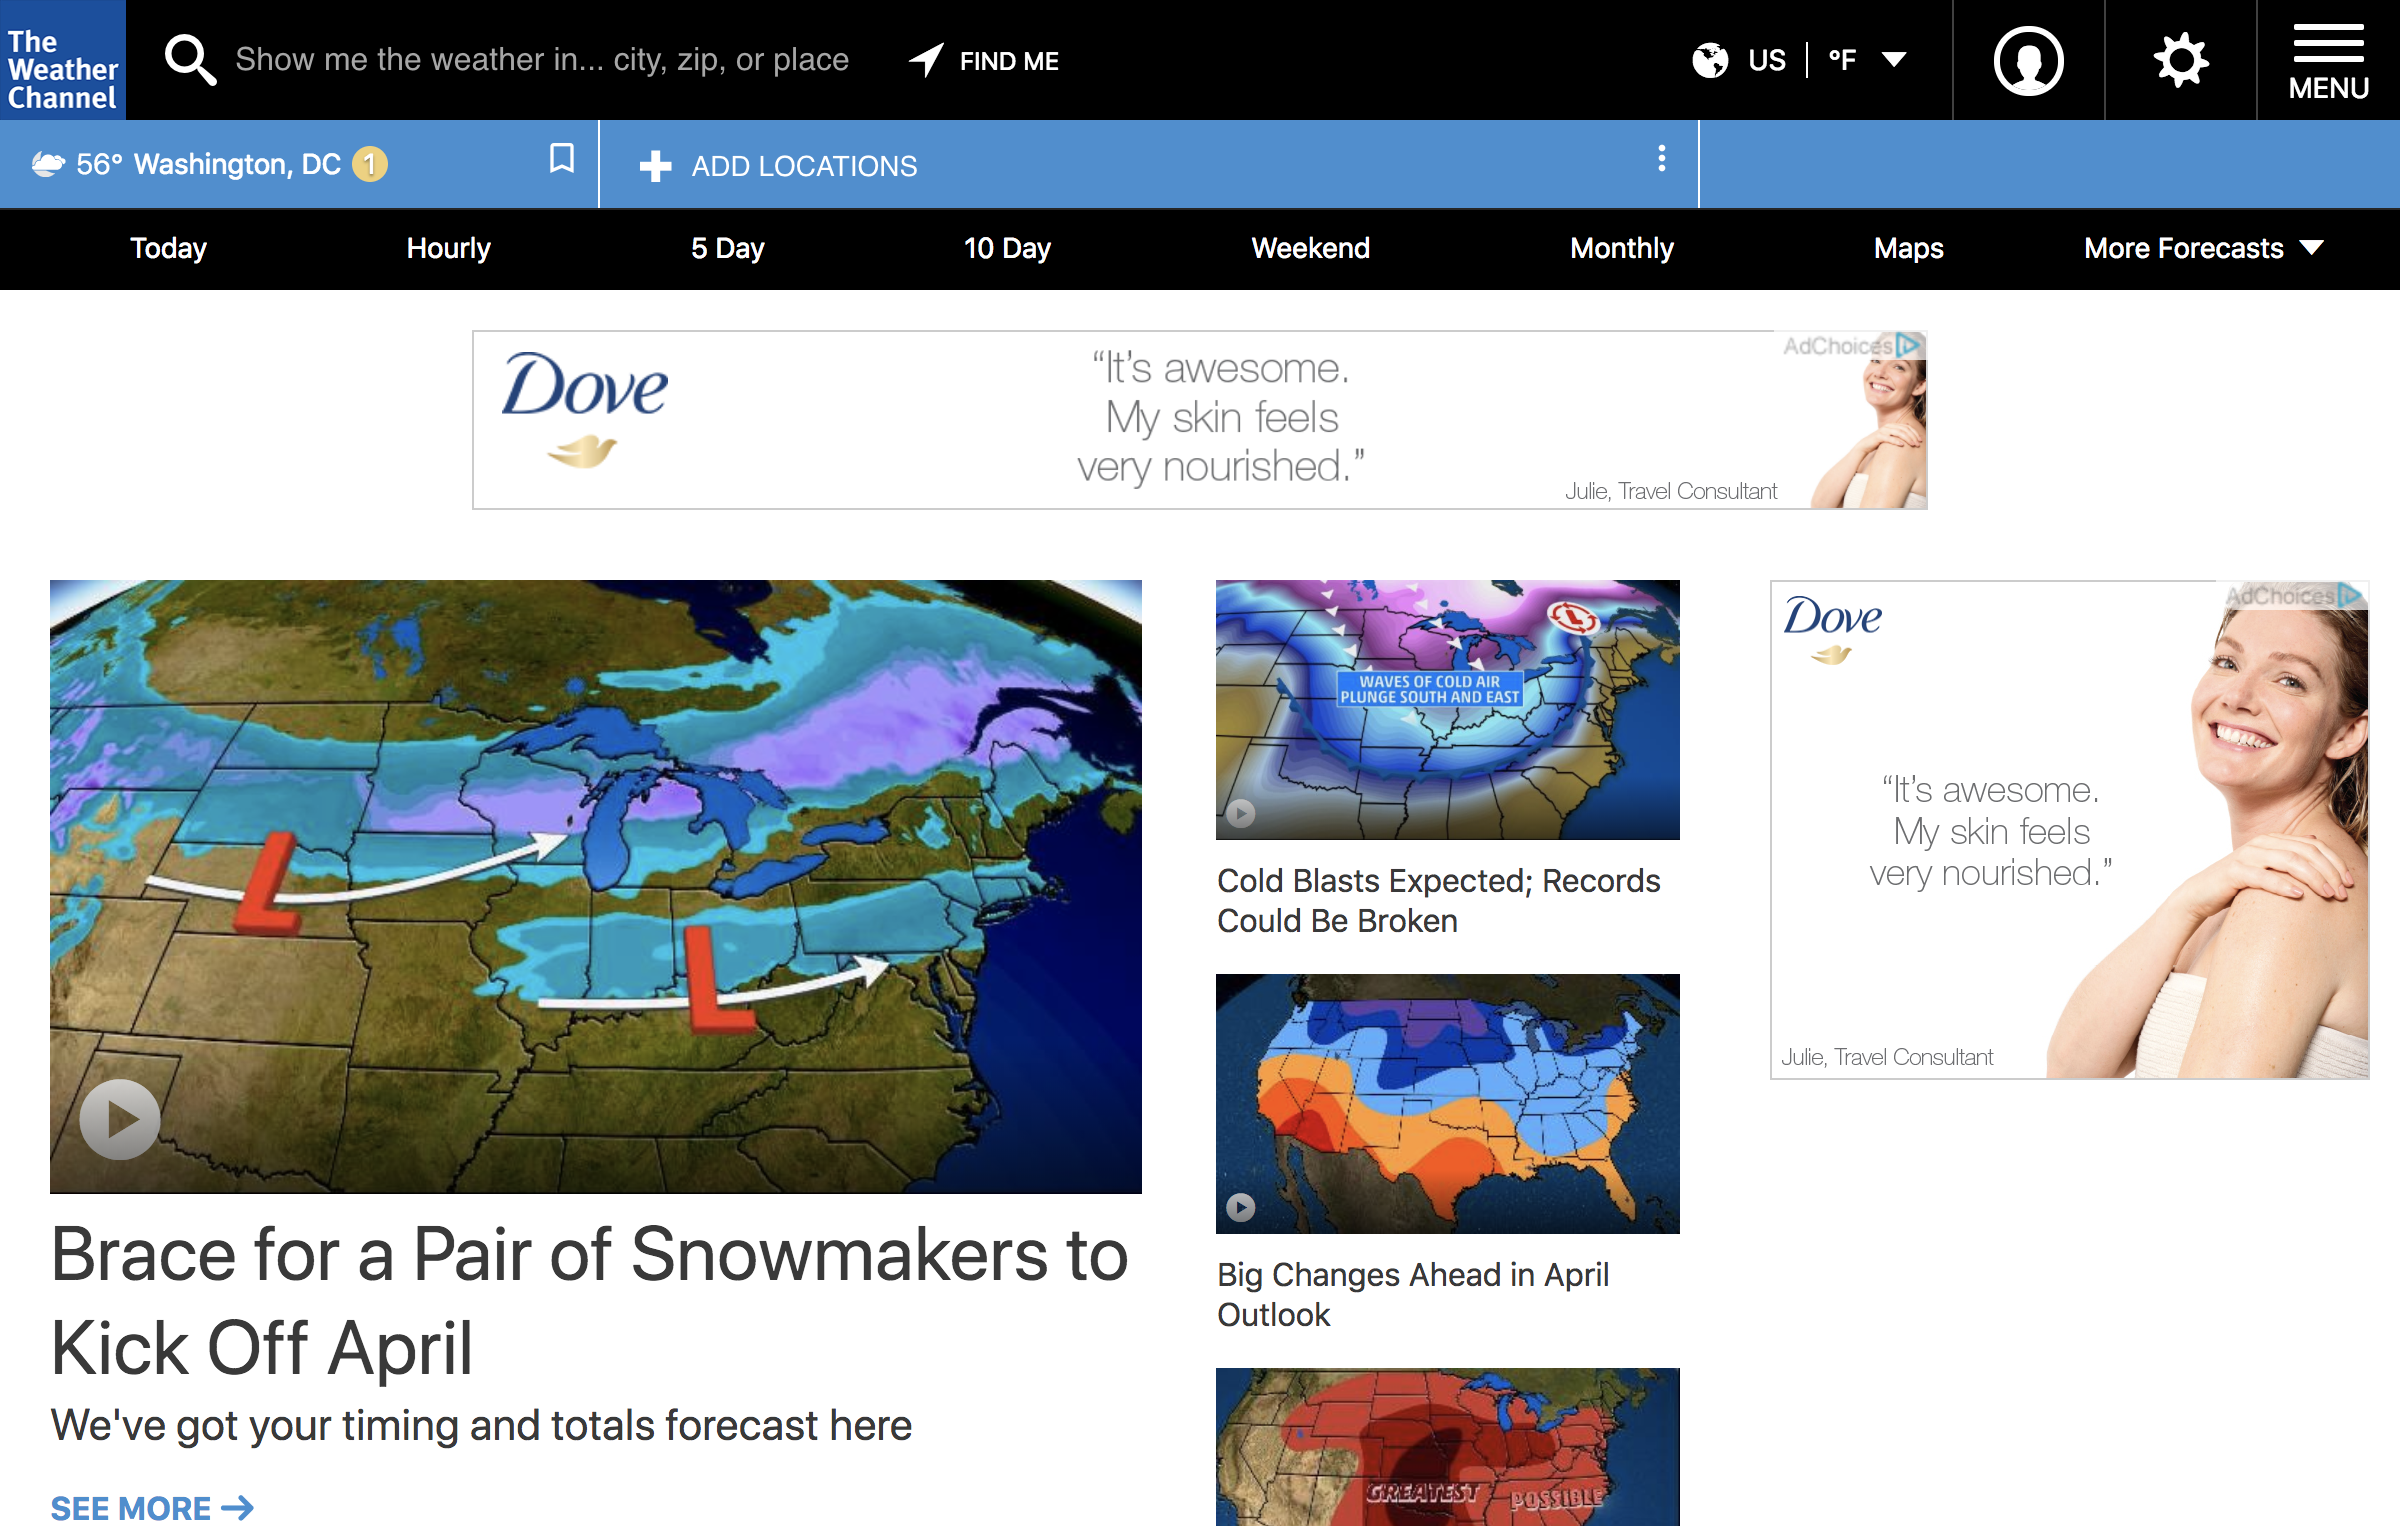 The
Weather
Channel
Show me the weather in... city, zip, or place
FIND ME
US
°F
MENU
56° Washington, DC 1
ADD LOCATIONS
Today
Hourly
5 Day
10 Day
Weekend
Monthly
Maps
More Forecasts
Dove
“It’s awesome.
My skin feels
very nourished.”
Julie, Travel Consultant
AdChoices
L
L
Brace for a Pair of Snowmakers to
Kick Off April
We've got your timing and totals forecast here
SEE MORE
L
WAVES OF COLD AIR
PLUNGE SOUTH AND EAST
Cold Blasts Expected; Records
Could Be Broken
Big Changes Ahead in April
Outlook
GREATEST
POSSIBLE
AdChoices
Dove
“It’s awesome.
My skin feels
very nourished.”
Julie, Travel Consultant